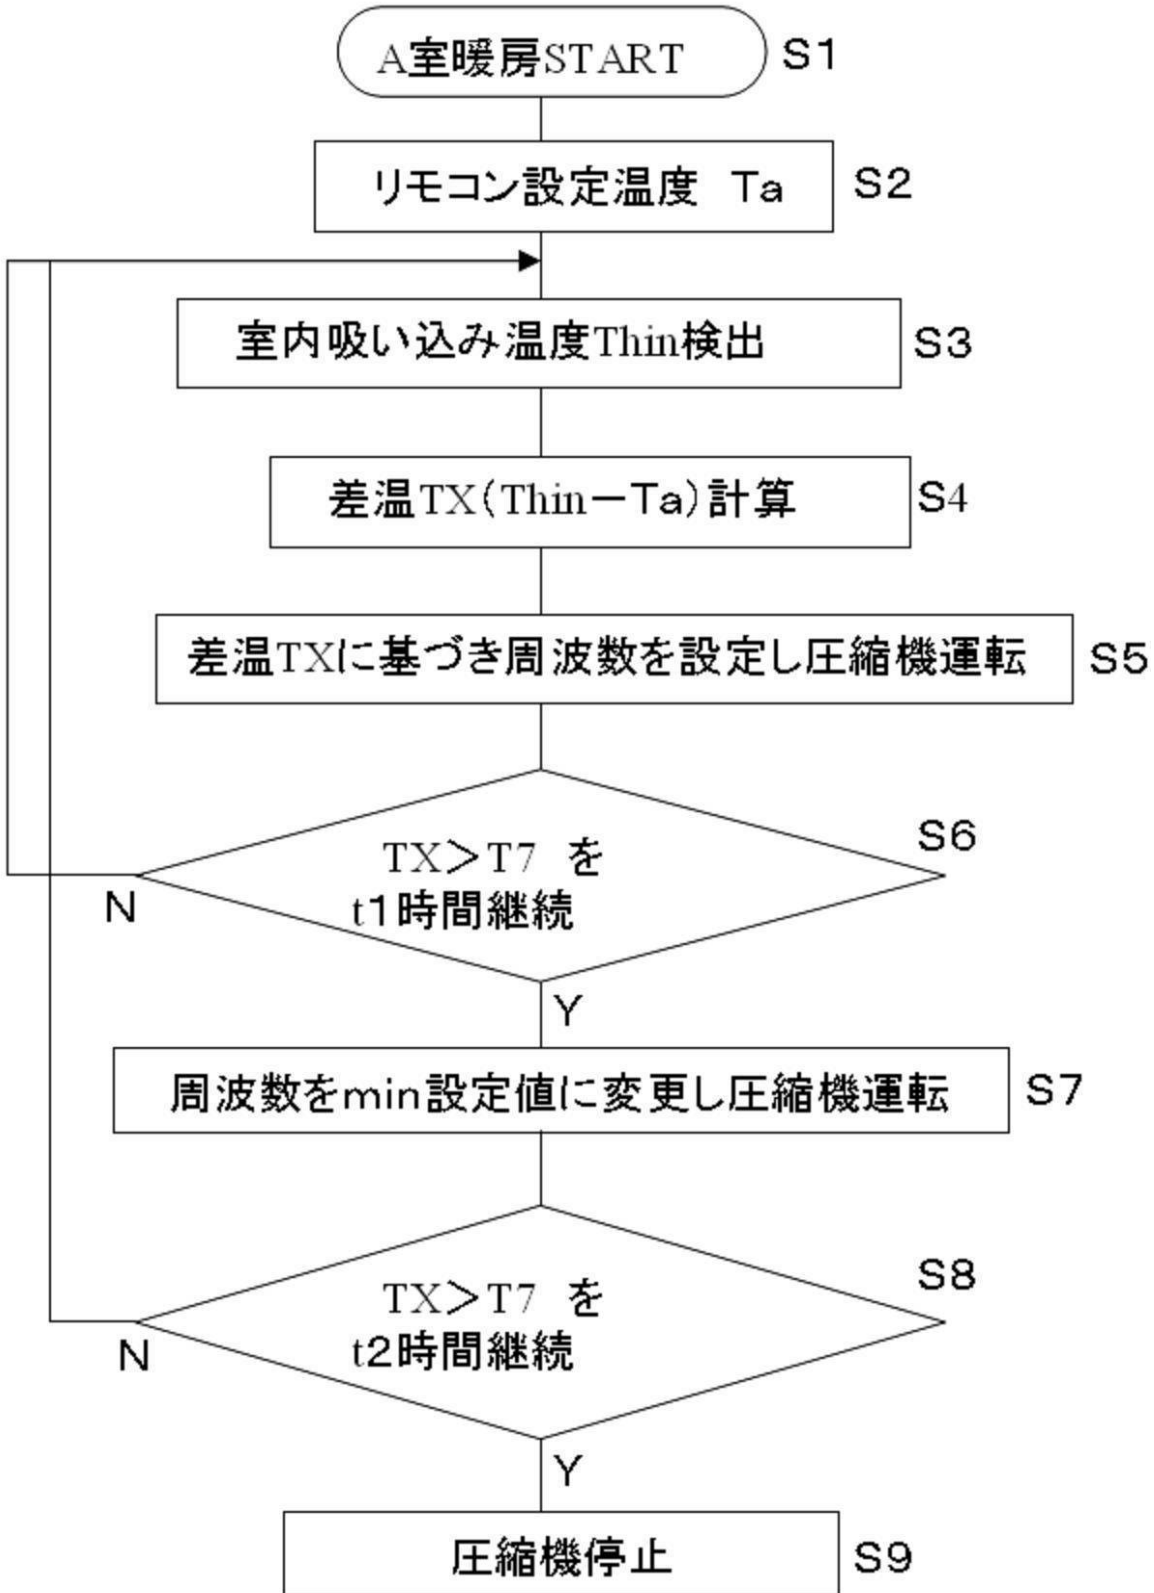 A室暖房START S1
リモコン設定温度 Ta S2
室内吸い込み温度Thin検出 S3
差温TX(Thin－Ta)計算 S4
差温TXに基づき周波数を設定し圧縮機運転 S5
S6
TX＞T7 を
t1時間継続
N
Y
周波数をmin設定値に変更し圧縮機運転 S7
S8
TX＞T7 を
t2時間継続
N
Y
圧縮機停止 S9